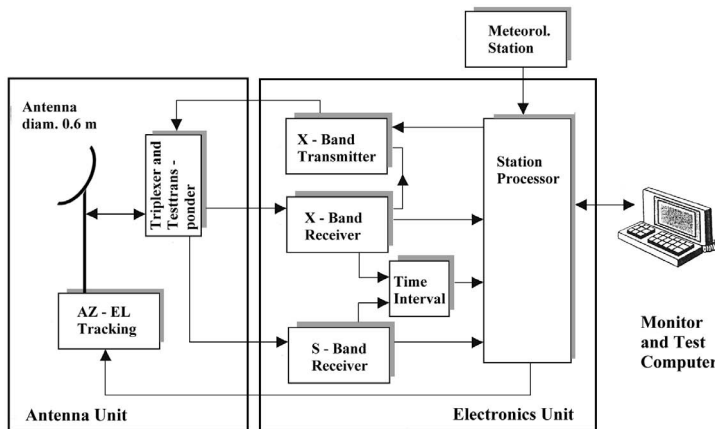 Meteorol.
Station
Antenna
diam. 0.6 m
Triplexer and
Testtrans -
ponder
X - Band
Transmitter
Station
Processor
X - Band
Receiver
Time
Interval
AZ - EL
Tracking
S - Band
Receiver
Monitor
and Test
Computer
Antenna Unit
Electronics Unit